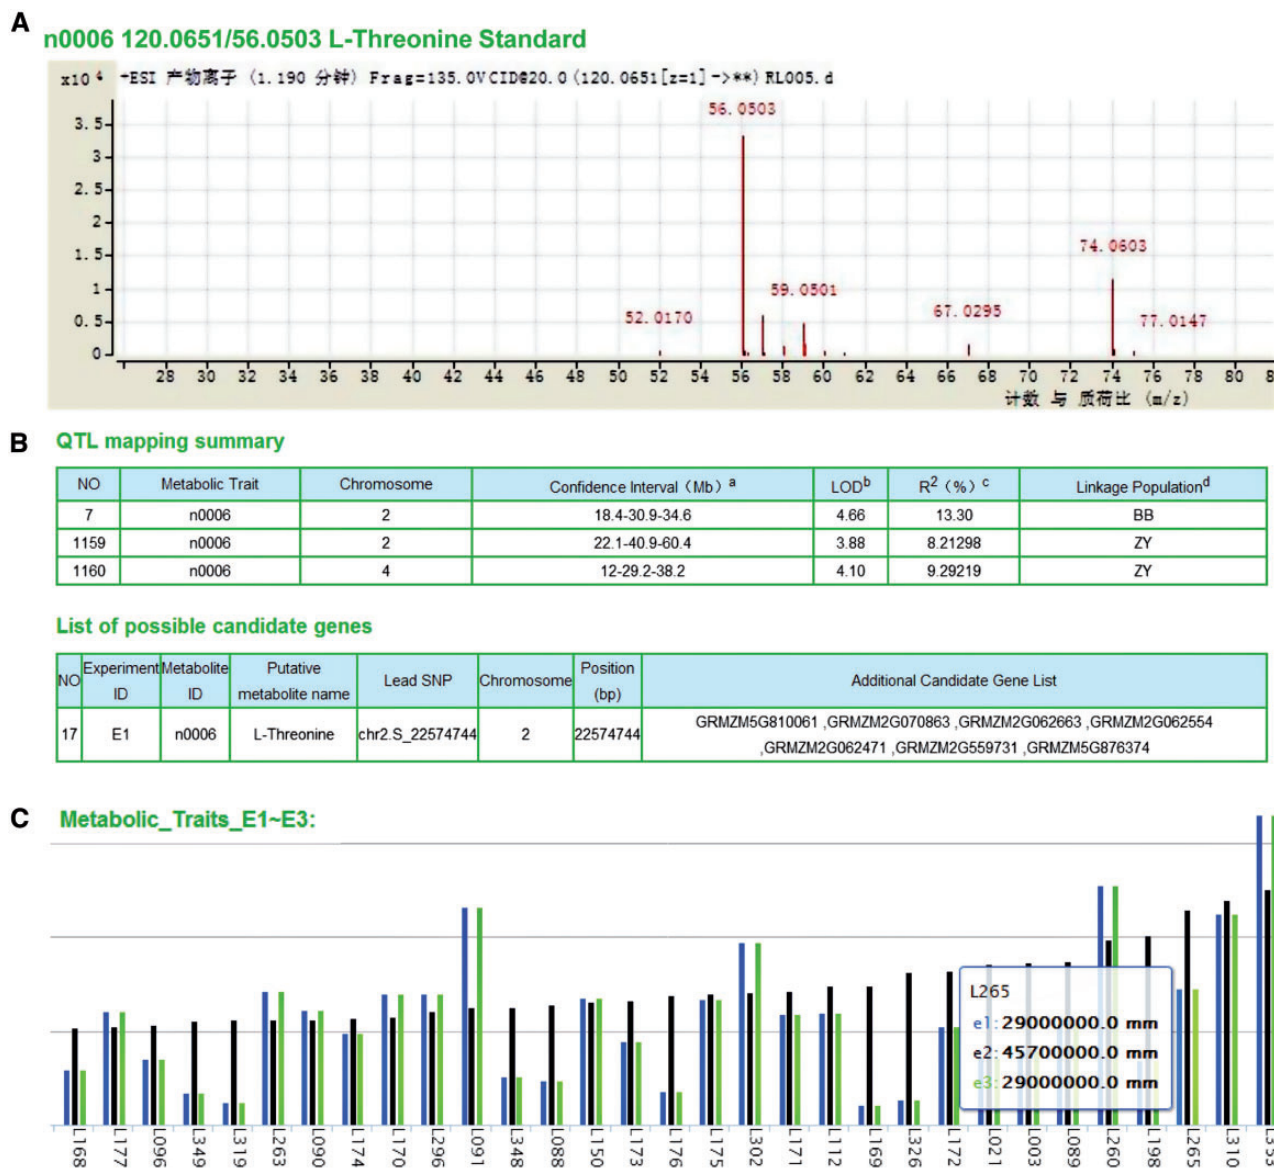 A
n0006 120.0651/56.0503 L-Threonine Standard
x10 4 +ESI 产物离子 (1.190 分钟) Frag=135.0V CID@20.0 (120.0651[z=1] ->**) RL005.d
56.0503
3.5
3
2.5
2
1.5
1
0.5
0
74.0603
59.0501
52.0170
67.0295
77.0147
28 30 32 34 36 38 40 42 44 46 48 50 52 54 56 58 60 62 64 66 68 70 72 74 76 78 80 8
计数 与 质荷比 (m/z)
B
QTL mapping summary
NO Metabolic Trait Chromosome Confidence Interval（Mb）a LODb R2（%）c Linkage Populationd
7 n0006 2 18.4-30.9-34.6 4.66 13.30 BB
1159 n0006 2 22.1-40.9-60.4 3.88 8.21298 ZY
1160 n0006 4 12-29.2-38.2 4.10 9.29219 ZY
List of possible candidate genes
NO Experiment ID Metabolite ID Putative metabolite name Lead SNP Chromosome Position (bp) Additional Candidate Gene List
17 E1 n0006 L-Threonine chr2.S_22574744 2 22574744 GRMZM5G810061 ,GRMZM2G070863 ,GRMZM2G062663 ,GRMZM2G062554
,GRMZM2G062471 ,GRMZM2G559731 ,GRMZM5G876374
C
Metabolic_Traits_E1~E3:
L265
e1:29000000.0 mm
e2:45700000.0 mm
e3:29000000.0 mm
L168 L177 L096 L349 L319 L263 L090 L174 L170 L296 L091 L348 L088 L150 L173 L176 L175 L302 L171 L112 L169 L326 L172 L021 L003 L089 L260 L198 L265 L310